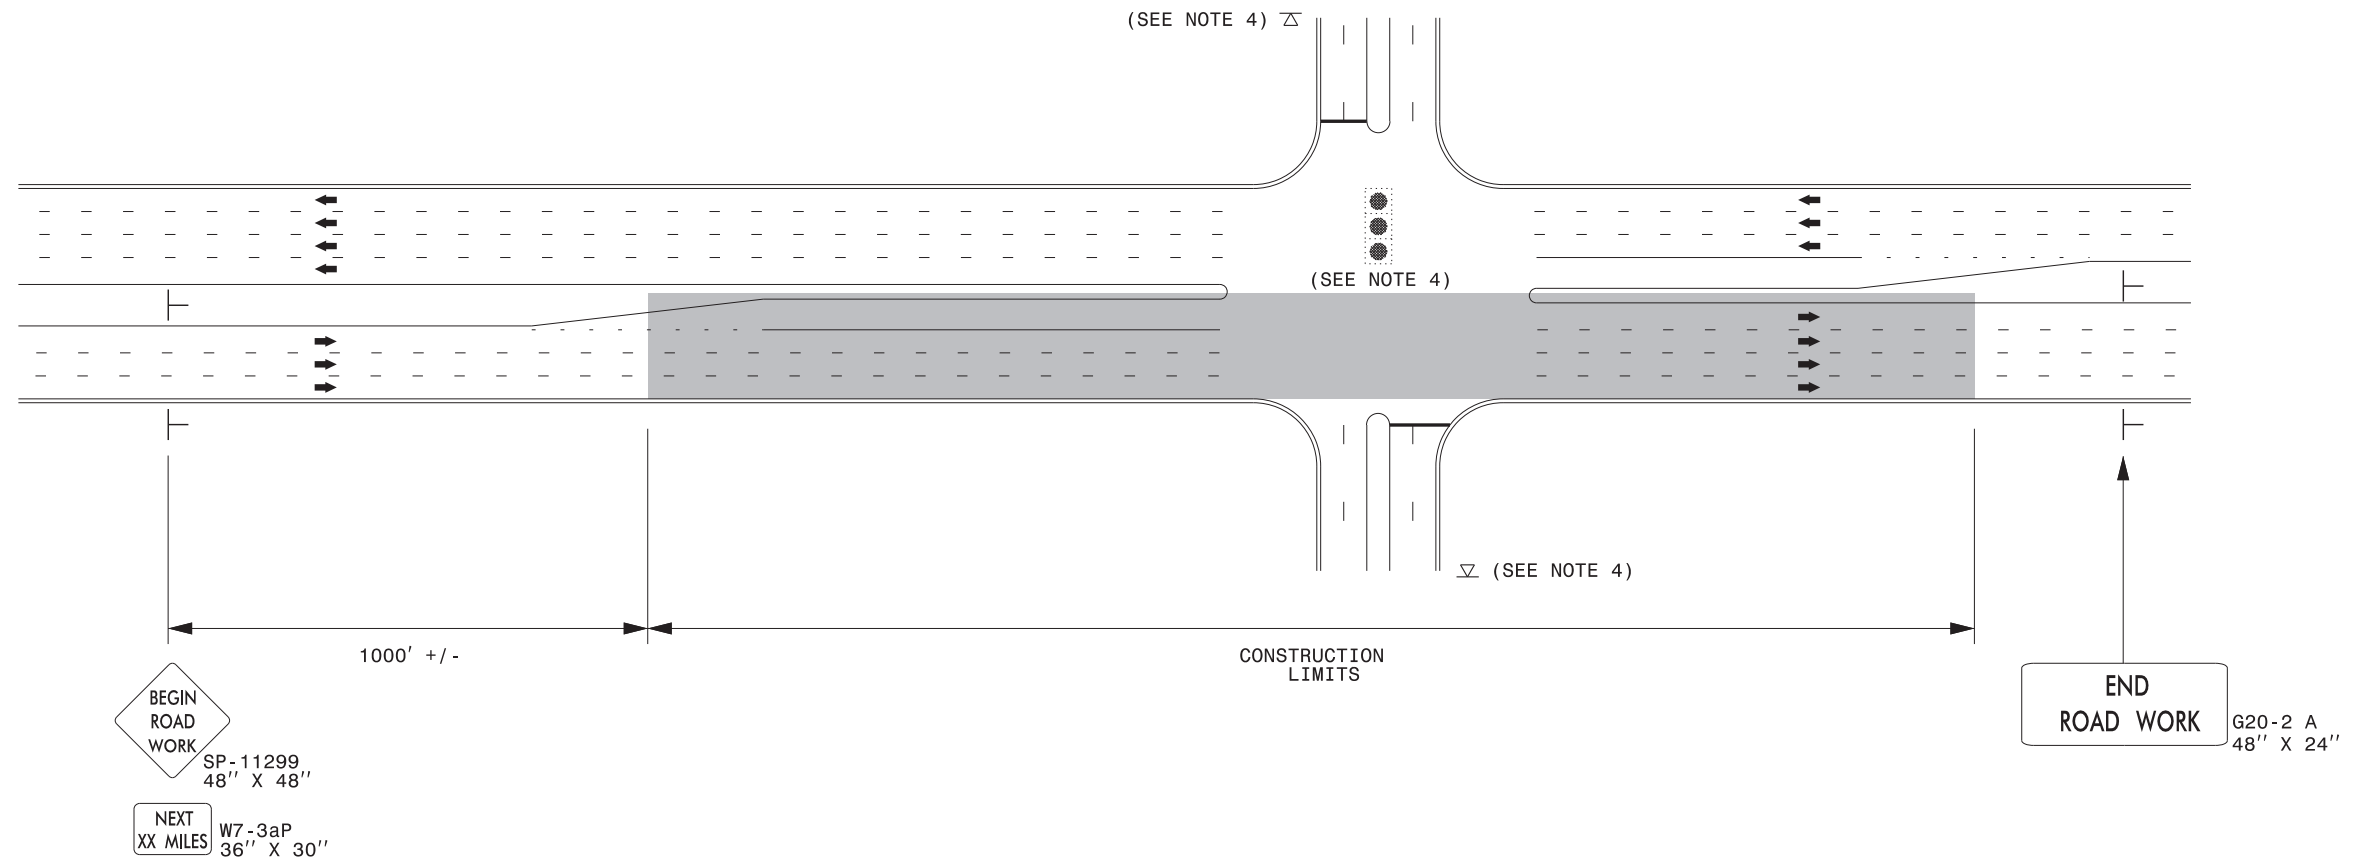 (SEE NOTE 4)
(SEE NOTE 4)
(SEE NOTE 4)
1000' +/-
CONSTRUCTION
LIMITS
BEGIN
ROAD
WORK
SP-11299
48'' X 48''
NEXT
XX MILES
W7-3aP
36'' X 30''
END
ROAD WORK
G20-2 A
48'' X 24''